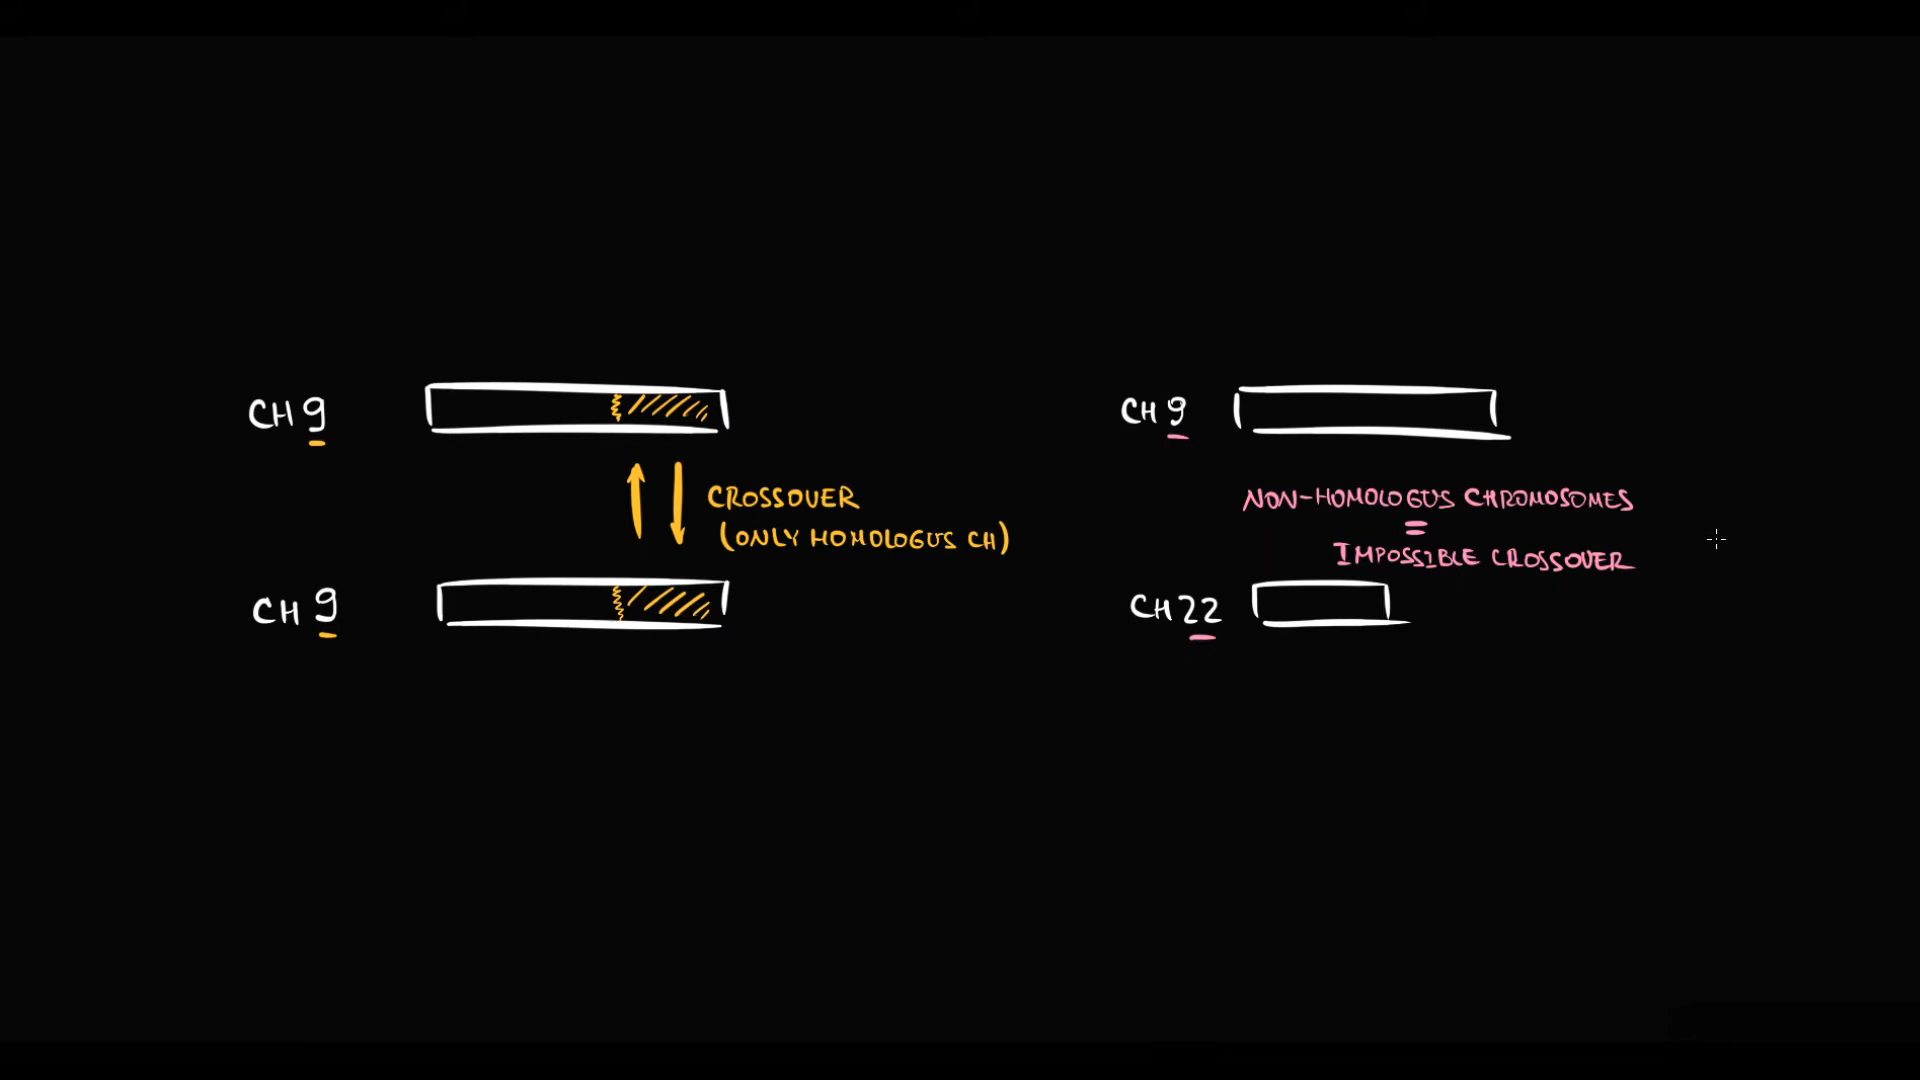 CH 9
CROSSOVER
(ONLY HOMOLOGUS CH)
CH 9
CH 9
NON-HOMOLOGUS CHROMOSOMES
=
IMPOSSIBLE CROSSOVER
CH 22